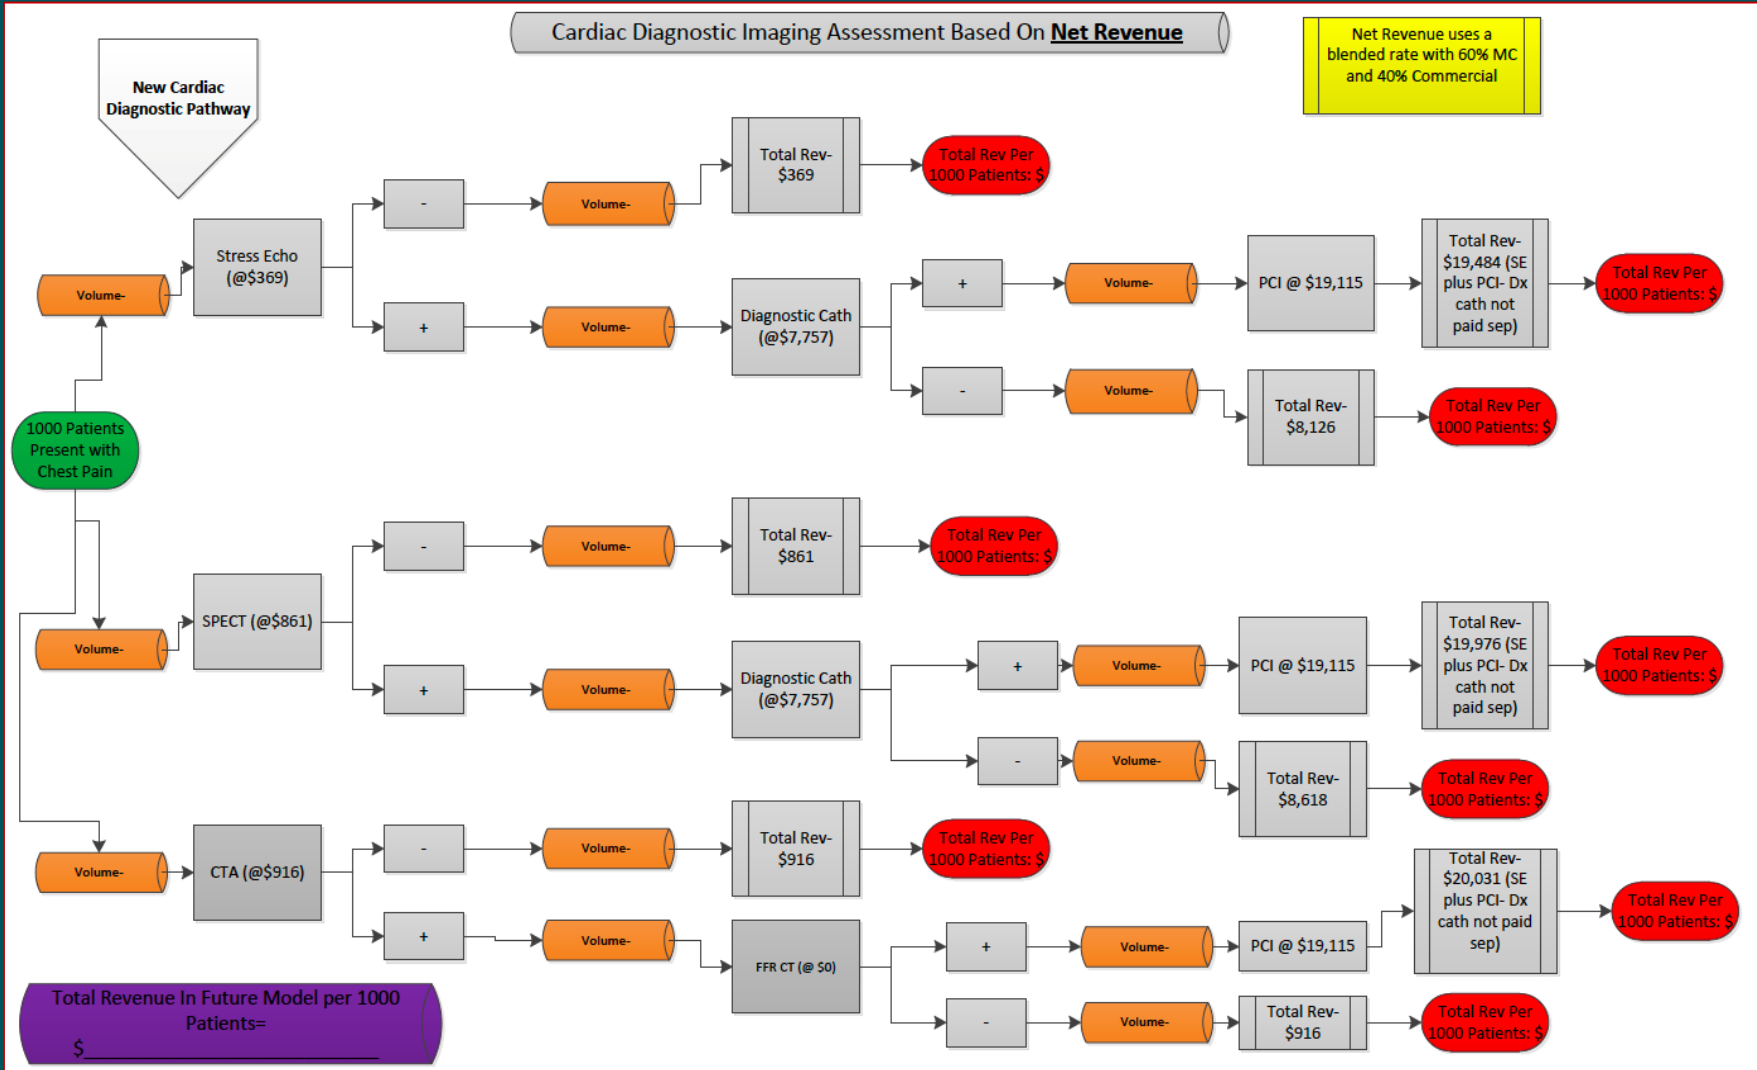 Cardiac Diagnostic Imaging Assessment Based On Net Revenue
Net Revenue uses a
blended rate with 60% MC
and 40% Commercial
New Cardiac
Diagnostic Pathway
1000 Patients
Present with
Chest Pain
Volume-
Stress Echo
(@$369)
-
Volume-
Total Rev-
$369
Total Rev Per
1000 Patients: $
+
Volume-
Diagnostic Cath
(@$7,757)
+
Volume-
PCI @ $19,115
Total Rev-
$19,484 (SE
plus PCI- Dx
cath not
paid sep)
Total Rev Per
1000 Patients: $
-
Volume-
Total Rev-
$8,126
Total Rev Per
1000 Patients: $
Volume-
SPECT (@$861)
-
Volume-
Total Rev-
$861
Total Rev Per
1000 Patients: $
+
Volume-
Diagnostic Cath
(@$7,757)
+
Volume-
PCI @ $19,115
Total Rev-
$19,976 (SE
plus PCI- Dx
cath not
paid sep)
Total Rev Per
1000 Patients: $
-
Volume-
Total Rev-
$8,618
Total Rev Per
1000 Patients: $
Volume-
CTA (@$916)
-
Volume-
Total Rev-
$916
Total Rev Per
1000 Patients: $
+
Volume-
FFR CT (@ $0)
+
Volume-
PCI @ $19,115
Total Rev-
$20,031 (SE
plus PCI- Dx
cath not paid
sep)
Total Rev Per
1000 Patients: $
-
Volume-
Total Rev-
$916
Total Rev Per
1000 Patients: $
Total Revenue In Future Model per 1000
Patients=
$____________________________